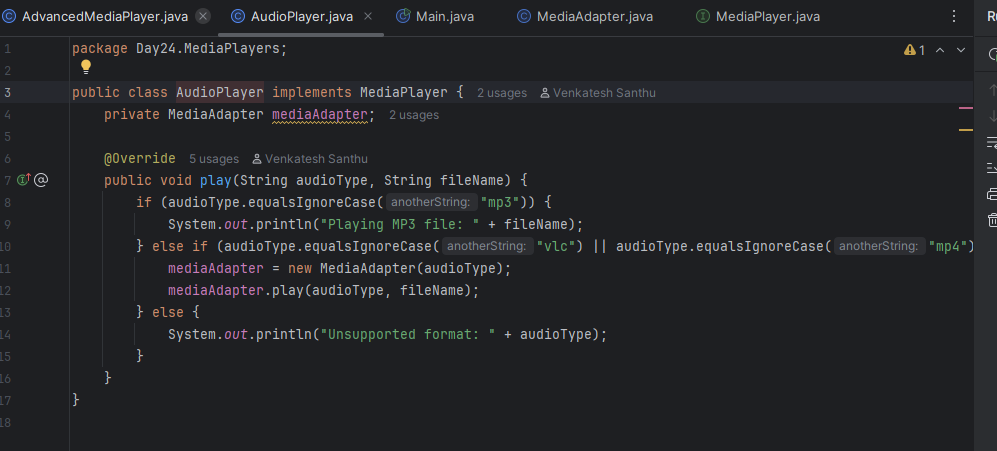 AdvancedMediaPlayer.java AudioPlayer.java Main.java MediaAdapter.java MediaPlayer.java
1 package Day24.MediaPlayers; 1
2
3 public class AudioPlayer implements MediaPlayer { 2 usages Venkatesh Santhu
4 private MediaAdapter mediaAdapter; 2 usages
5
6 @Override 5 usages Venkatesh Santhu
7 public void play(String audioType, String fileName) {
8 if (audioType.equalsIgnoreCase( anotherString: "mp3")) {
9 System.out.println("Playing MP3 file: " + fileName);
10 } else if (audioType.equalsIgnoreCase( anotherString: "vlc") || audioType.equalsIgnoreCase( anotherString: "mp4")
11 mediaAdapter = new MediaAdapter(audioType);
12 mediaAdapter.play(audioType, fileName);
13 } else {
14 System.out.println("Unsupported format: " + audioType);
15 }
16 }
17 }
18